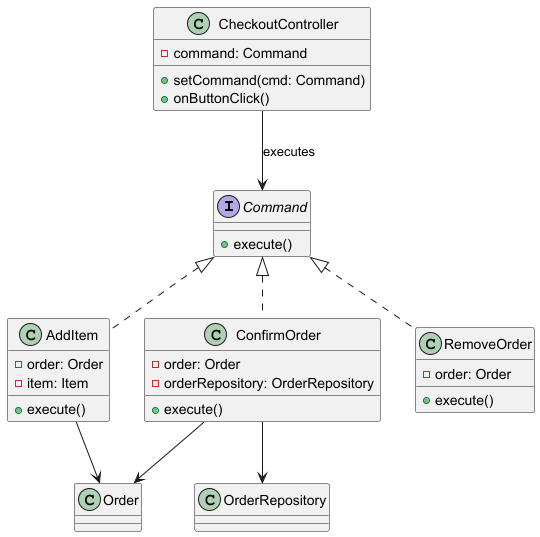 C CheckoutController
command: Command
setCommand(cmd: Command)
onButtonClick()
executes
I Command
execute()
C AddItem
order: Order
item: Item
execute()
C ConfirmOrder
order: Order
orderRepository: OrderRepository
execute()
C RemoveOrder
order: Order
execute()
C Order
C OrderRepository